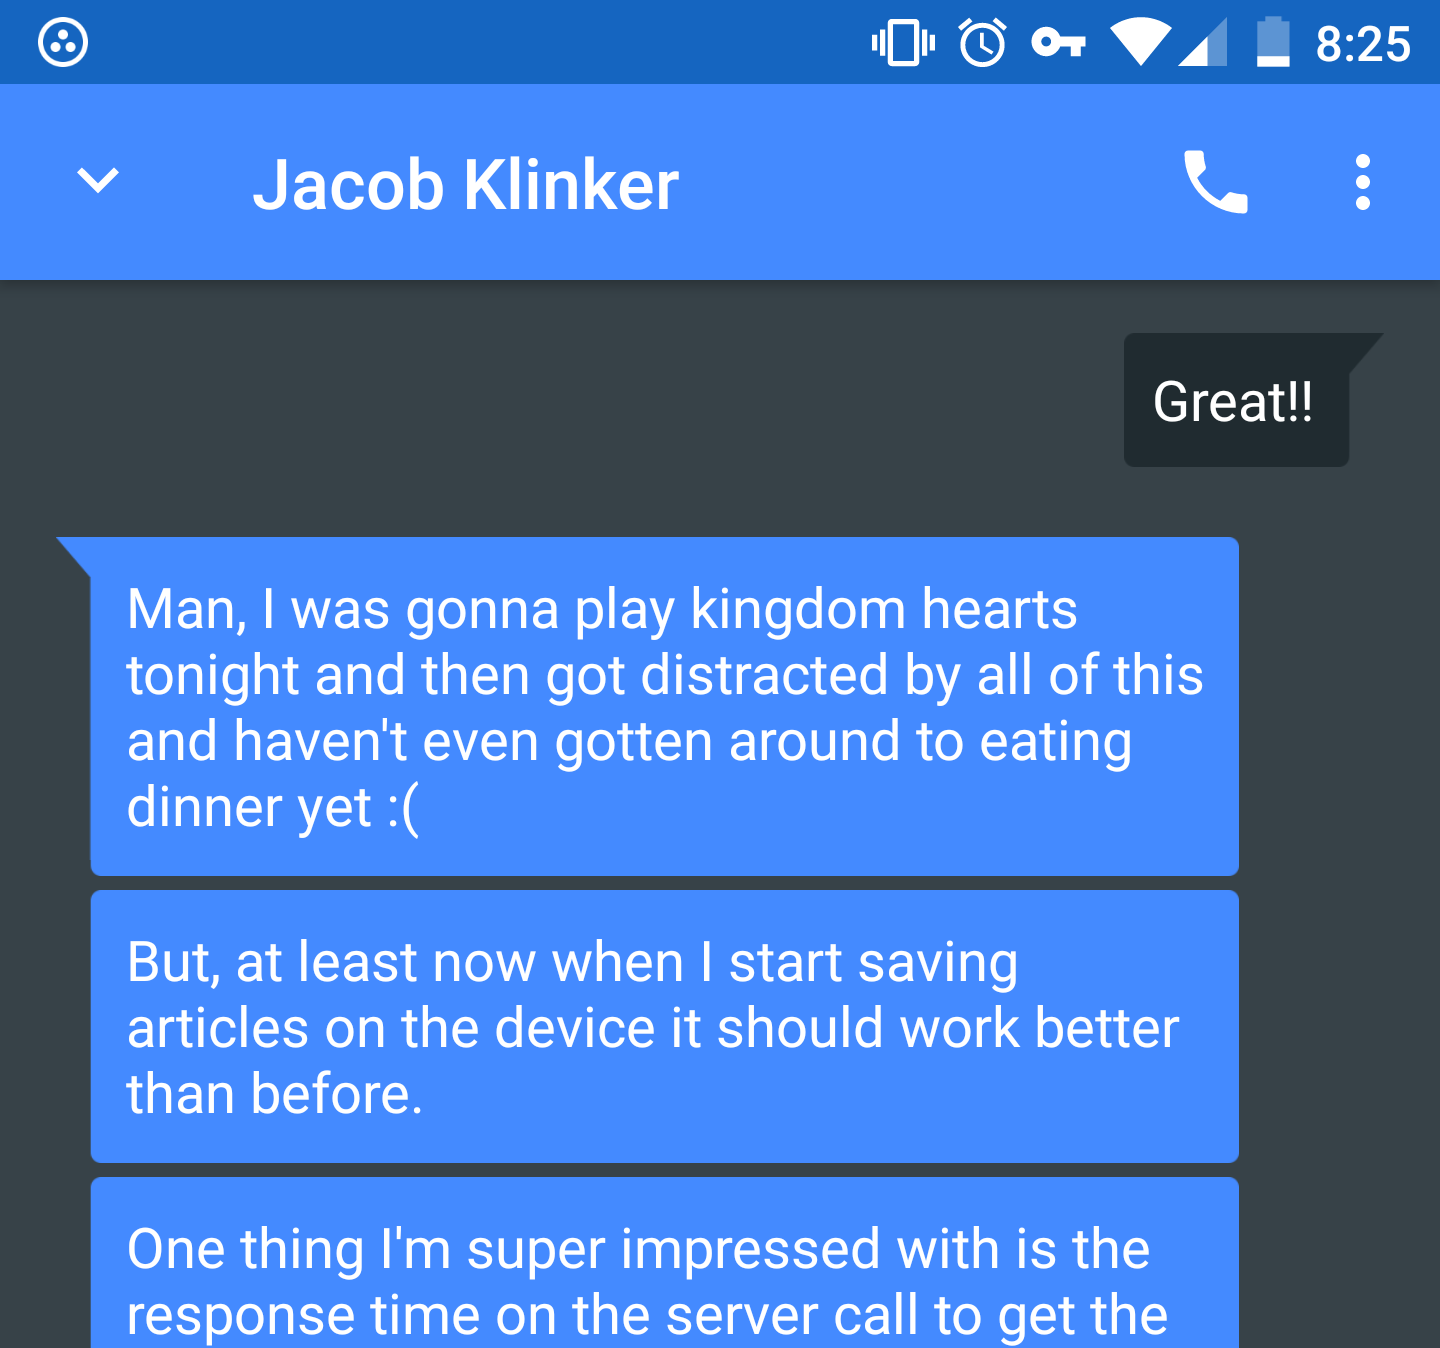 8:25
Jacob Klinker
Great!!
Man, I was gonna play kingdom hearts
tonight and then got distracted by all of this
and haven't even gotten around to eating
dinner yet :(
But, at least now when I start saving
articles on the device it should work better
than before.
One thing I'm super impressed with is the
response time on the server call to get the